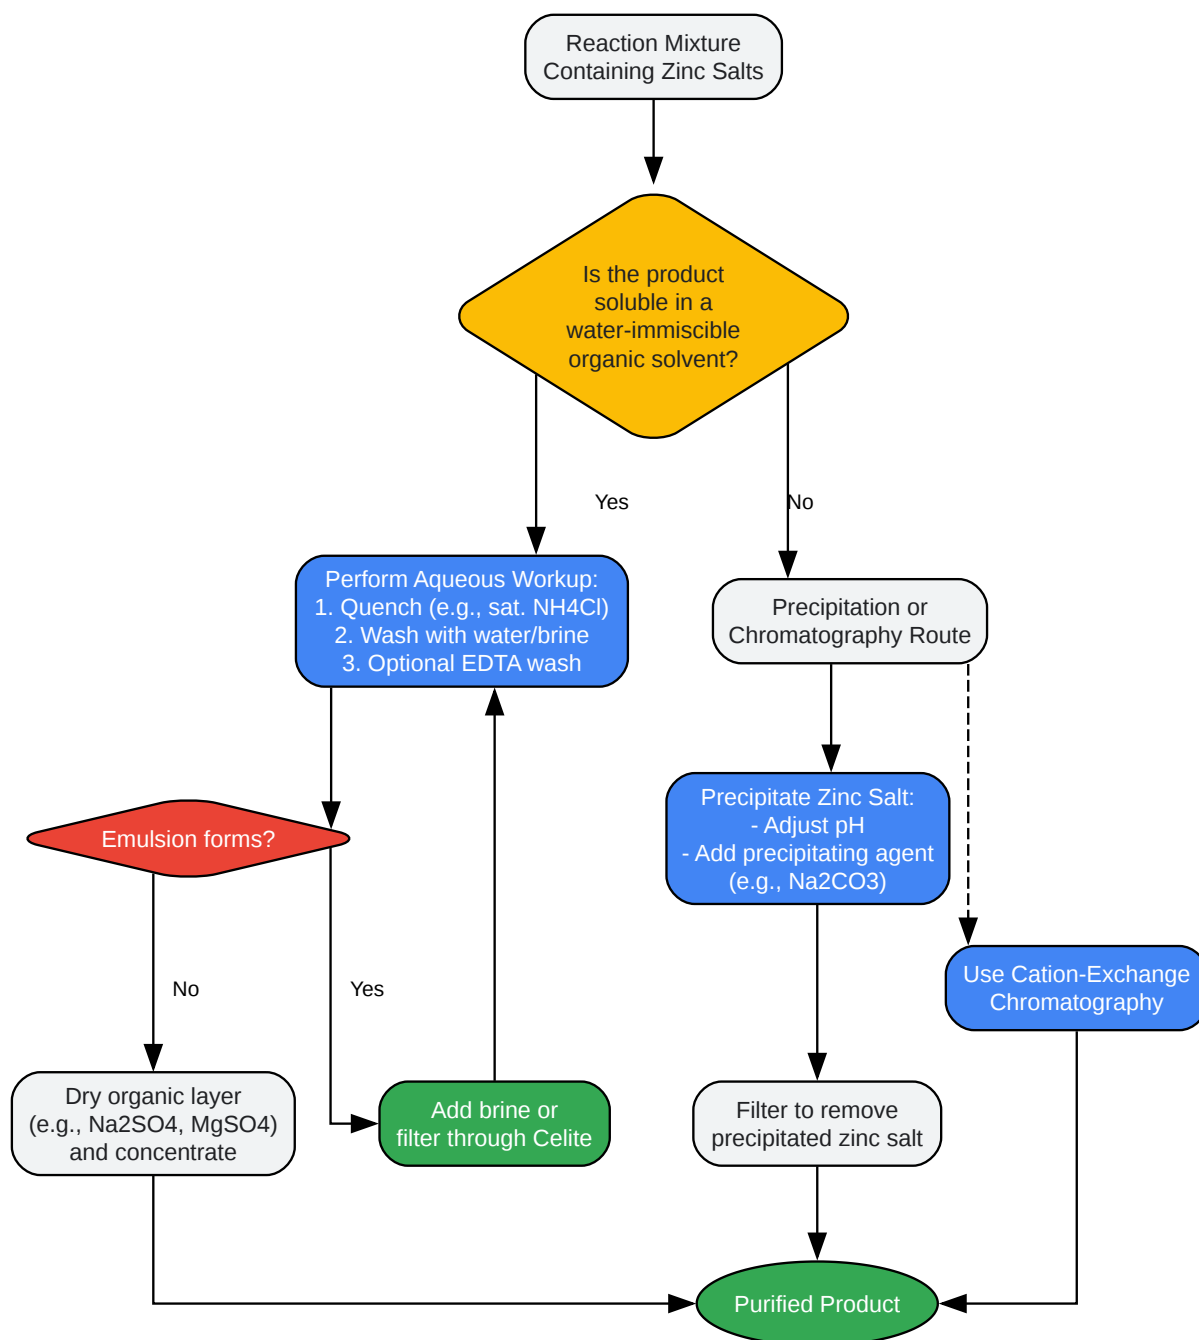 Reaction Mixture
Containing Zinc Salts
Is the product
soluble in a
water-immiscible
organic solvent?
Yes
No
Perform Aqueous Workup:
1. Quench (e.g., sat. NH4Cl)
2. Wash with water/brine
3. Optional EDTA wash
Precipitation or
Chromatography Route
Precipitate Zinc Salt:
- Adjust pH
- Add precipitating agent
(e.g., Na2CO3)
Emulsion forms?
No
Yes
Use Cation-Exchange
Chromatography
Dry organic layer
(e.g., Na2SO4, MgSO4)
and concentrate
Add brine or
filter through Celite
Filter to remove
precipitated zinc salt
Purified Product